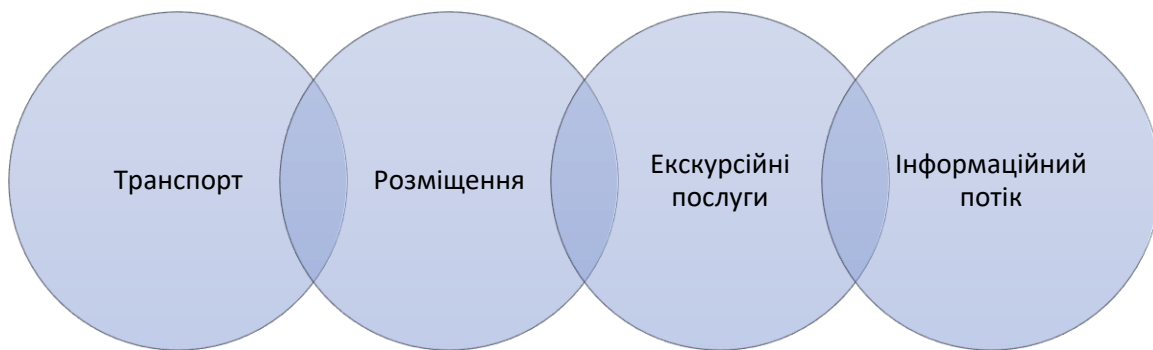 Транспорт
Розміщення
Екскурсійні
послуги
Інформаційний
потік